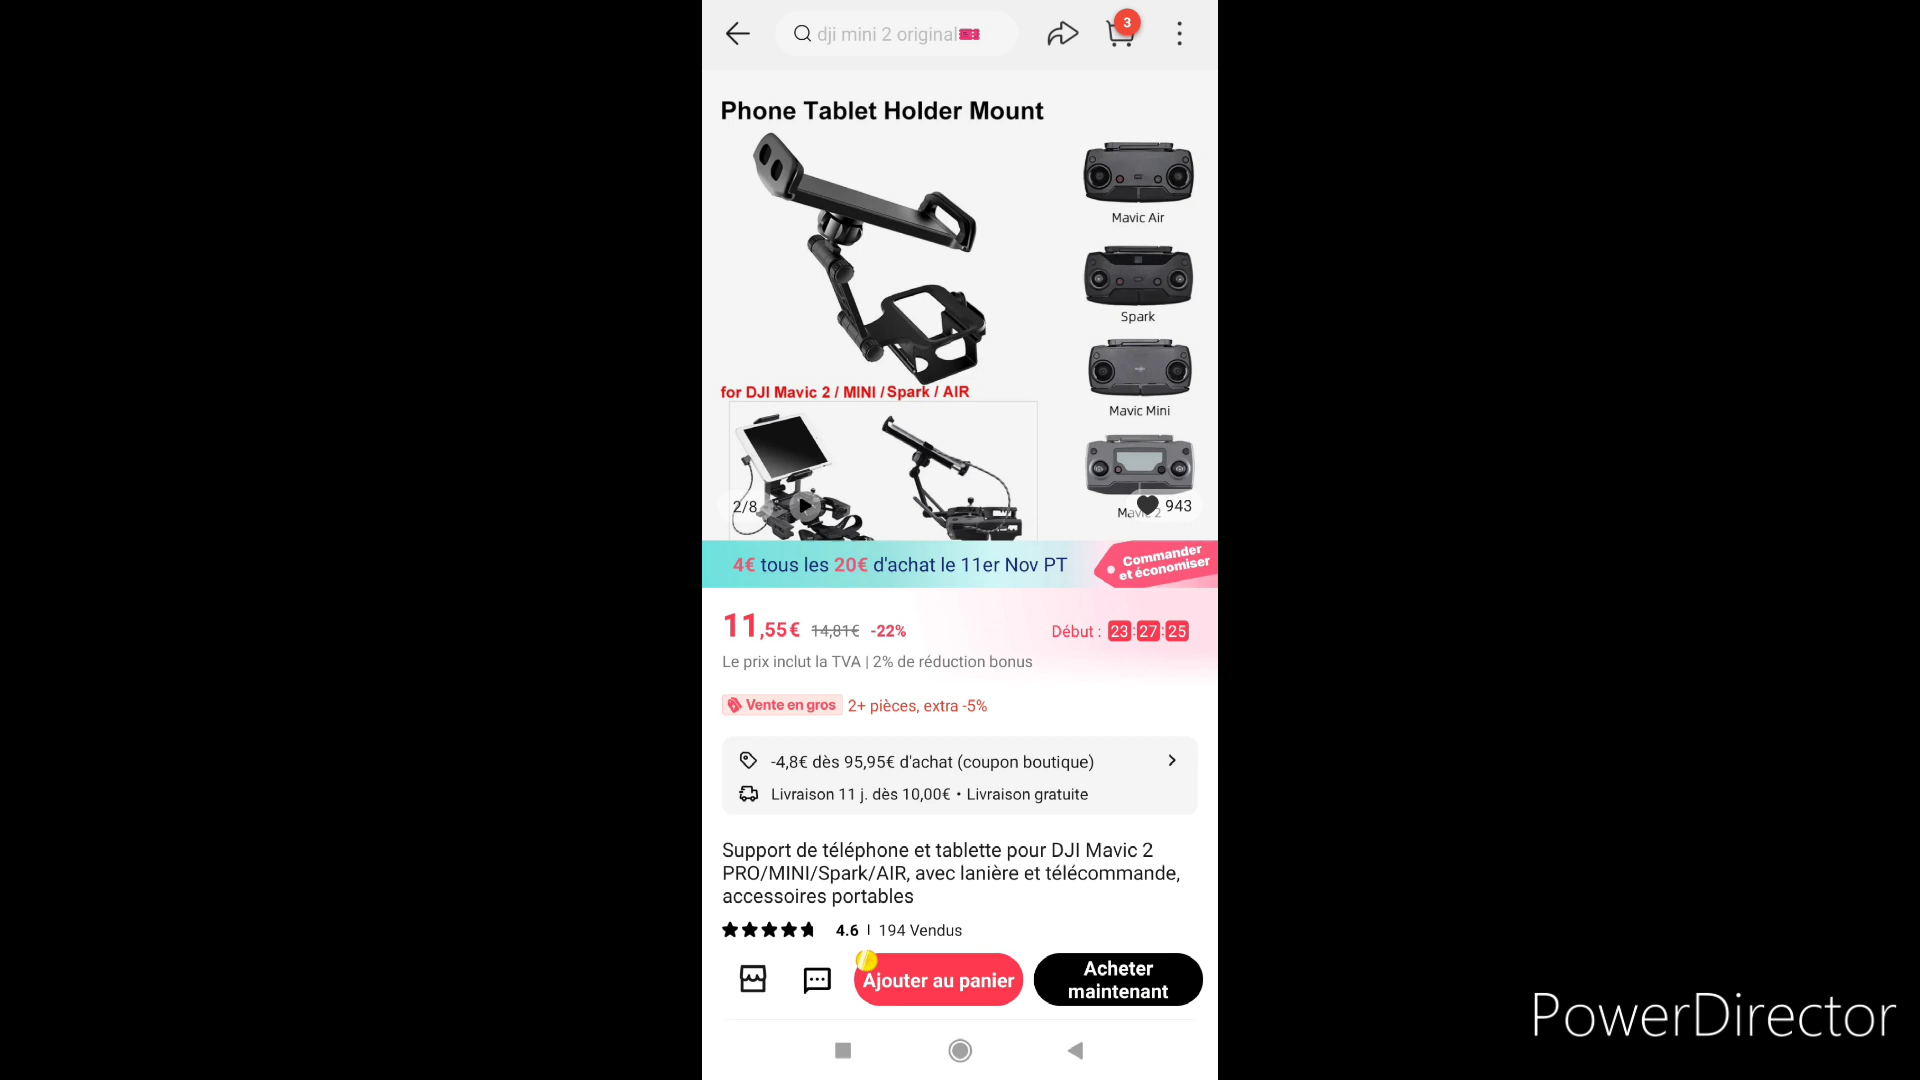 dji mini 2 original
3
Phone Tablet Holder Mount
Mavic Air
Spark
Mavic Mini
for DJI Mavic 2 / MINI / Spark / AIR
2/8
Mavic 2
943
4€ tous les 20€ d'achat le 11er Nov PT
Commander
et économiser
11,55€ 14,81€ -22%
Début : 23:27:25
Le prix inclut la TVA | 2% de réduction bonus
Vente en gros 2+ pièces, extra -5%
-4,8€ dès 95,95€ d'achat (coupon boutique)
Livraison 11 j. dès 10,00€ • Livraison gratuite
Support de téléphone et tablette pour DJI Mavic 2
PRO/MINI/Spark/AIR, avec lanière et télécommande,
accessoires portables
4.6 | 194 Vendus
Ajouter au panier
Acheter
maintenant
PowerDirector